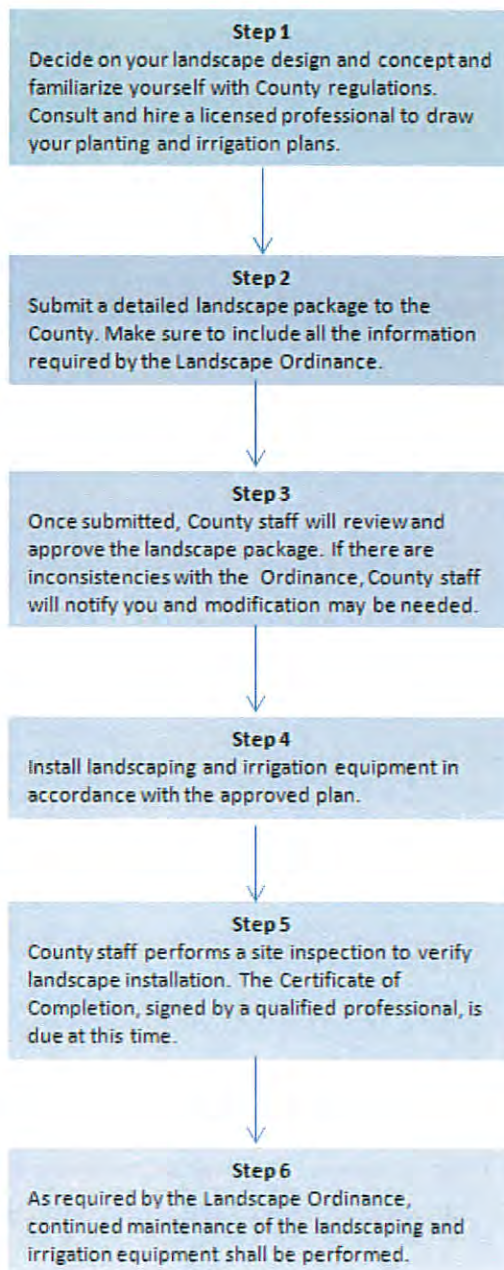 Step 1
Decide on your landscape design and concept and
familiarize yourself with County regulations.
Consult and hire a licensed professional to draw
your planting and irrigation plans.
Step 2
Submit a detailed landscape package to the
County. Make sure to include all the information
required by the Landscape Ordinance.
Step 3
Once submitted, County staff will review and
approve the landscape package. If there are
inconsistencies with the Ordinance, County staff
will notify you and modification may be needed.
Step 4
Install landscaping and irrigation equipment in
accordance with the approved plan.
Step 5
County staff performs a site inspection to verify
landscape installation. The Certificate of
Completion, signed by a qualified professional, is
due at this time.
Step 6
As required by the Landscape Ordinance,
continued maintenance of the landscaping and
irrigation equipment shall be performed.